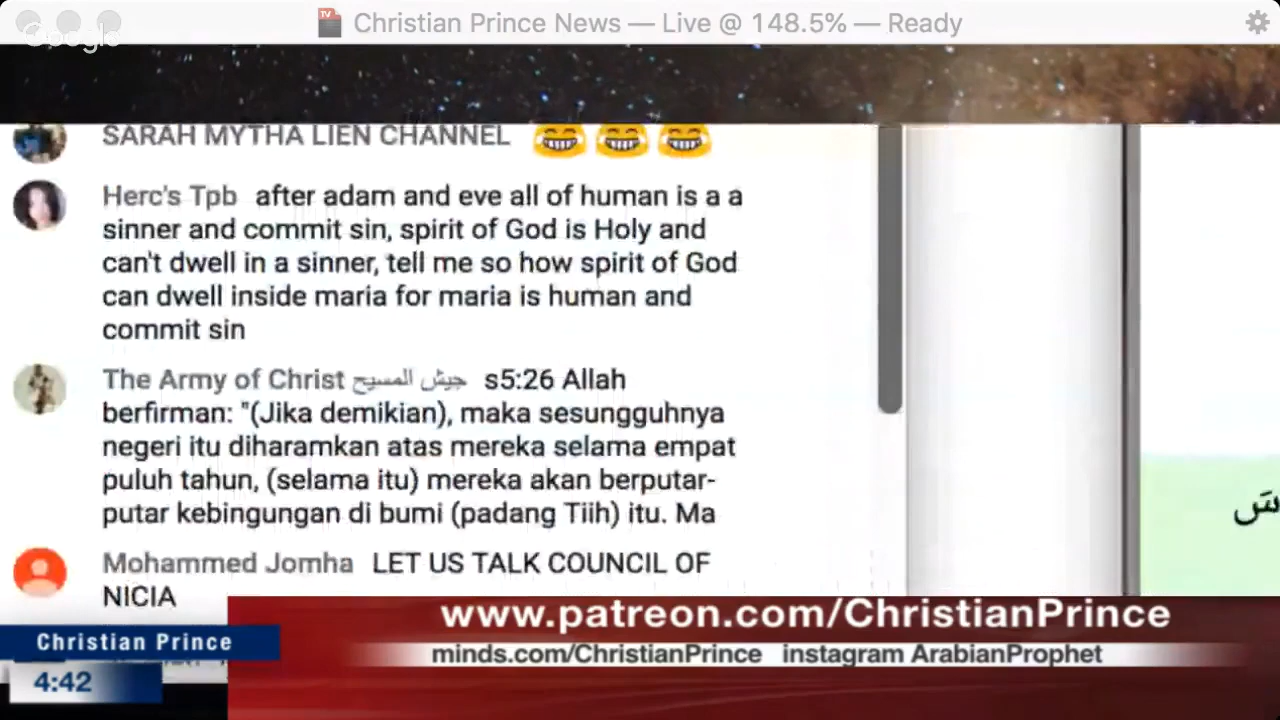 Christian Prince News — Live @ 148.5% — Ready
Google
SARAH MYTHA LIEN CHANNEL 😂😂😂
Herc's Tpb after adam and eve all of human is a a
sinner and commit sin, spirit of God is Holy and
can't dwell in a sinner, tell me so how spirit of God
can dwell inside maria for maria is human and
commit sin
The Army of Christ جيش المسيح s5:26 Allah
berfirman: "(Jika demikian), maka sesungguhnya
negeri itu diharamkan atas mereka selama empat
puluh tahun, (selama itu) mereka akan berputar-
putar kebingungan di bumi (padang Tiih) itu. Ma
Mohammed Jomha LET US TALK COUNCIL OF
NICIA
www.patreon.com/ChristianPrince
Christian Prince
minds.com/ChristianPrince instagram ArabianProphet
4:42